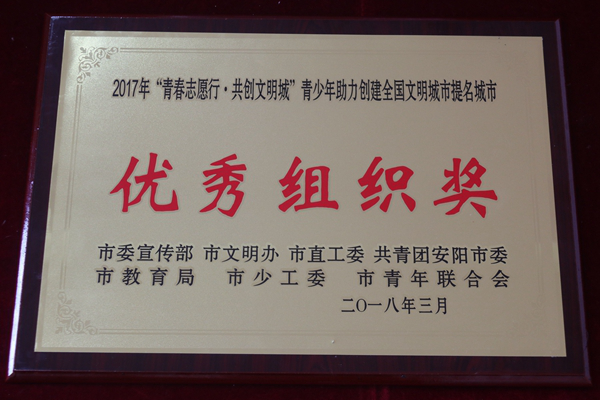 2017年“青春志愿行·共创文明城”青少年助力创建全国文明城市提名城市
优秀组织奖
市委宣传部 市文明办 市直工委 共青团安阳市委
市教育局 市少工委 市青年联合会
二〇一八年三月